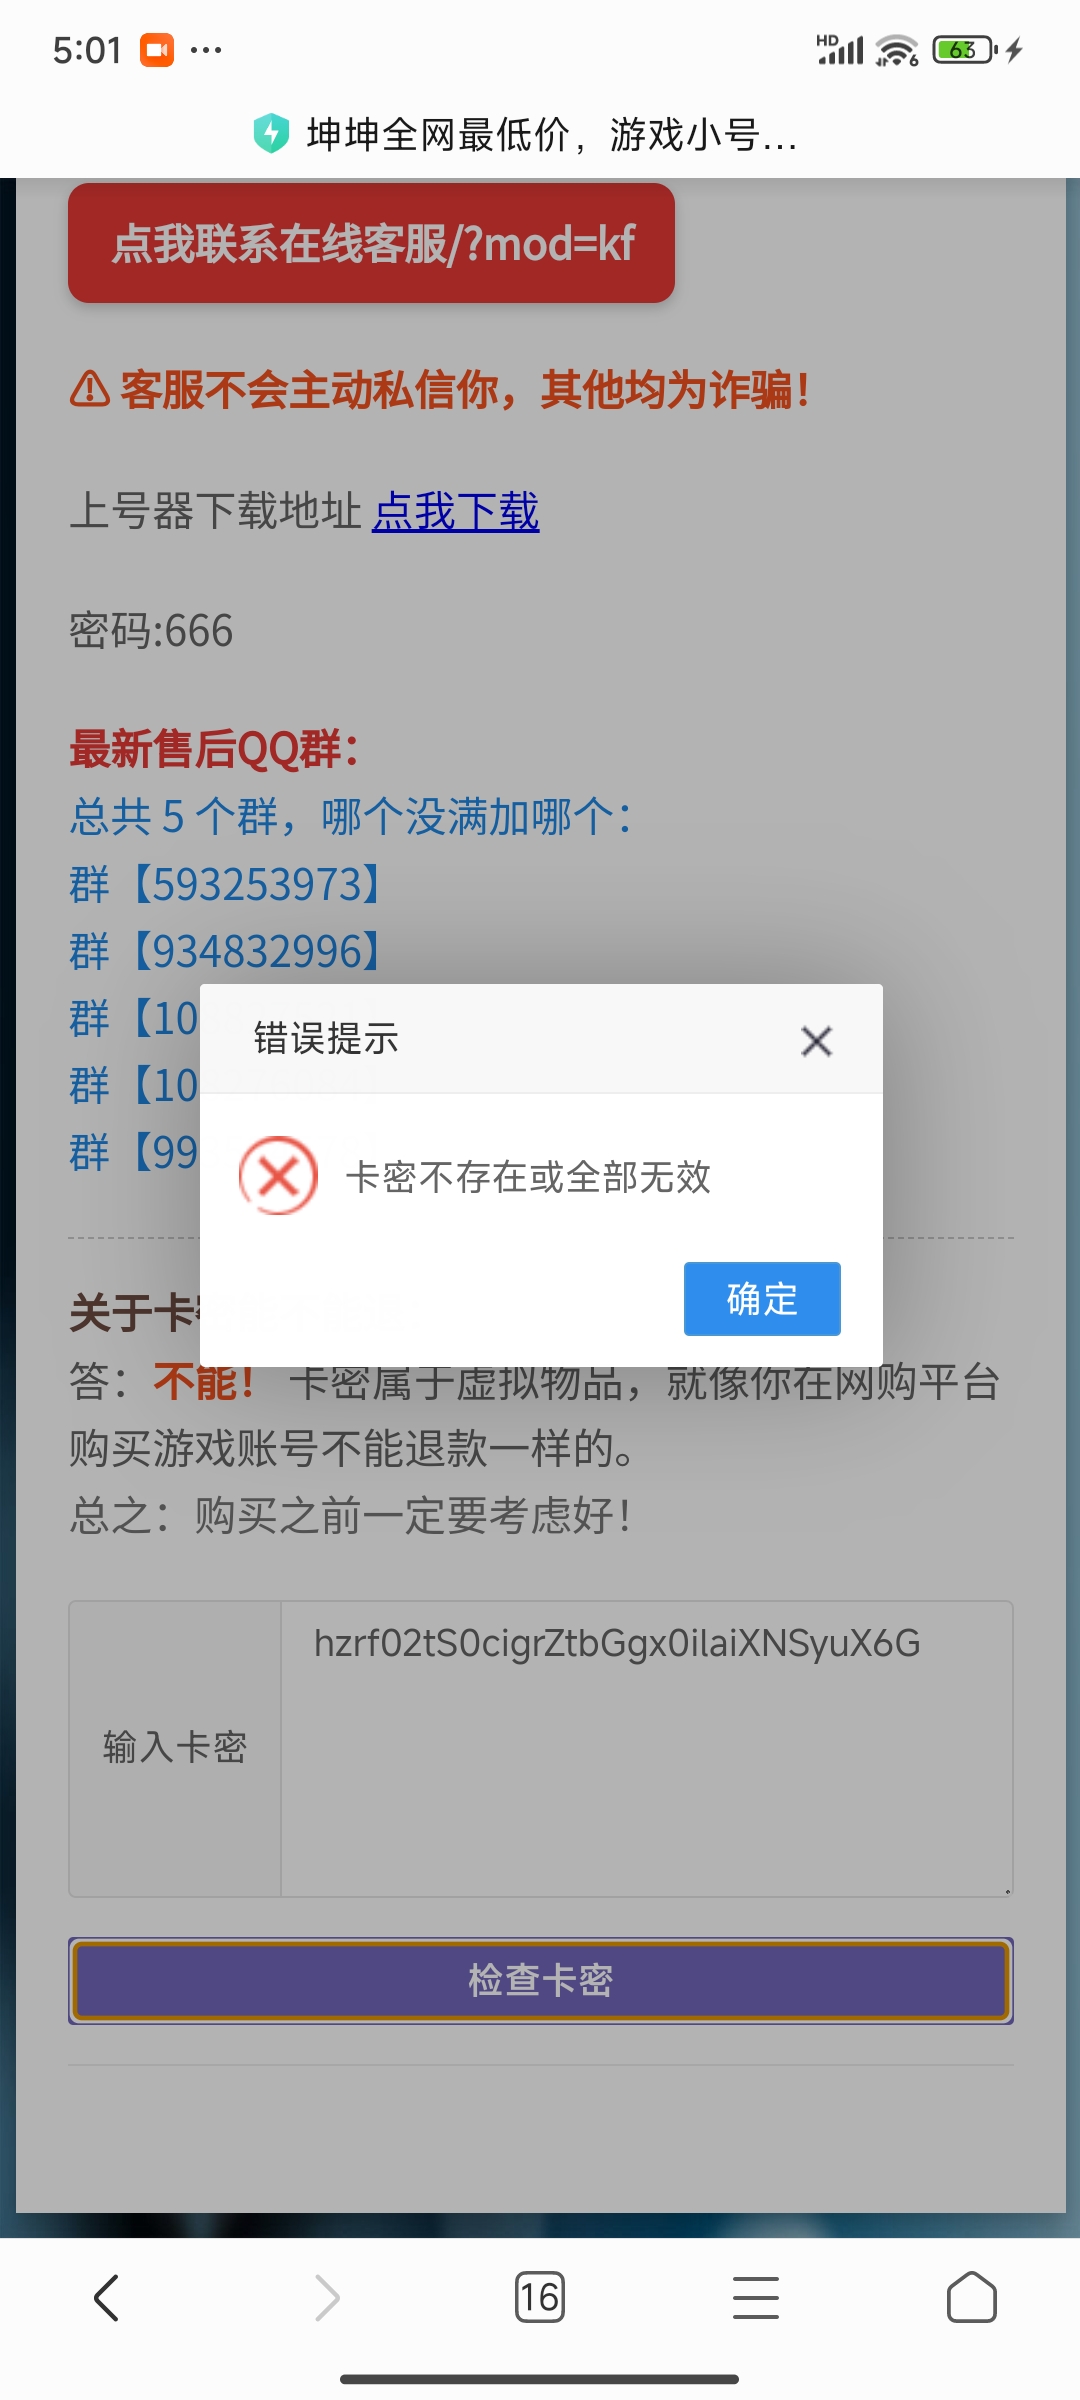 5:01
HD
6
63
坤坤全网最低价，游戏小号...
点我联系在线客服/?mod=kf
客服不会主动私信你，其他均为诈骗！
上号器下载地址 点我下载
密码:666
最新售后QQ群：
总共 5 个群，哪个没满加哪个：
群【593253973】
群【934832996】
群【10
群【10
群【99
错误提示
卡密不存在或全部无效
确定
关于卡
答：不能！ 卡密属于虚拟物品，就像你在网购平台
购买游戏账号不能退款一样的。
总之：购买之前一定要考虑好！
输入卡密
hzrf02tS0cigrZtbGgx0ilaiXNSyuX6G
检查卡密
16